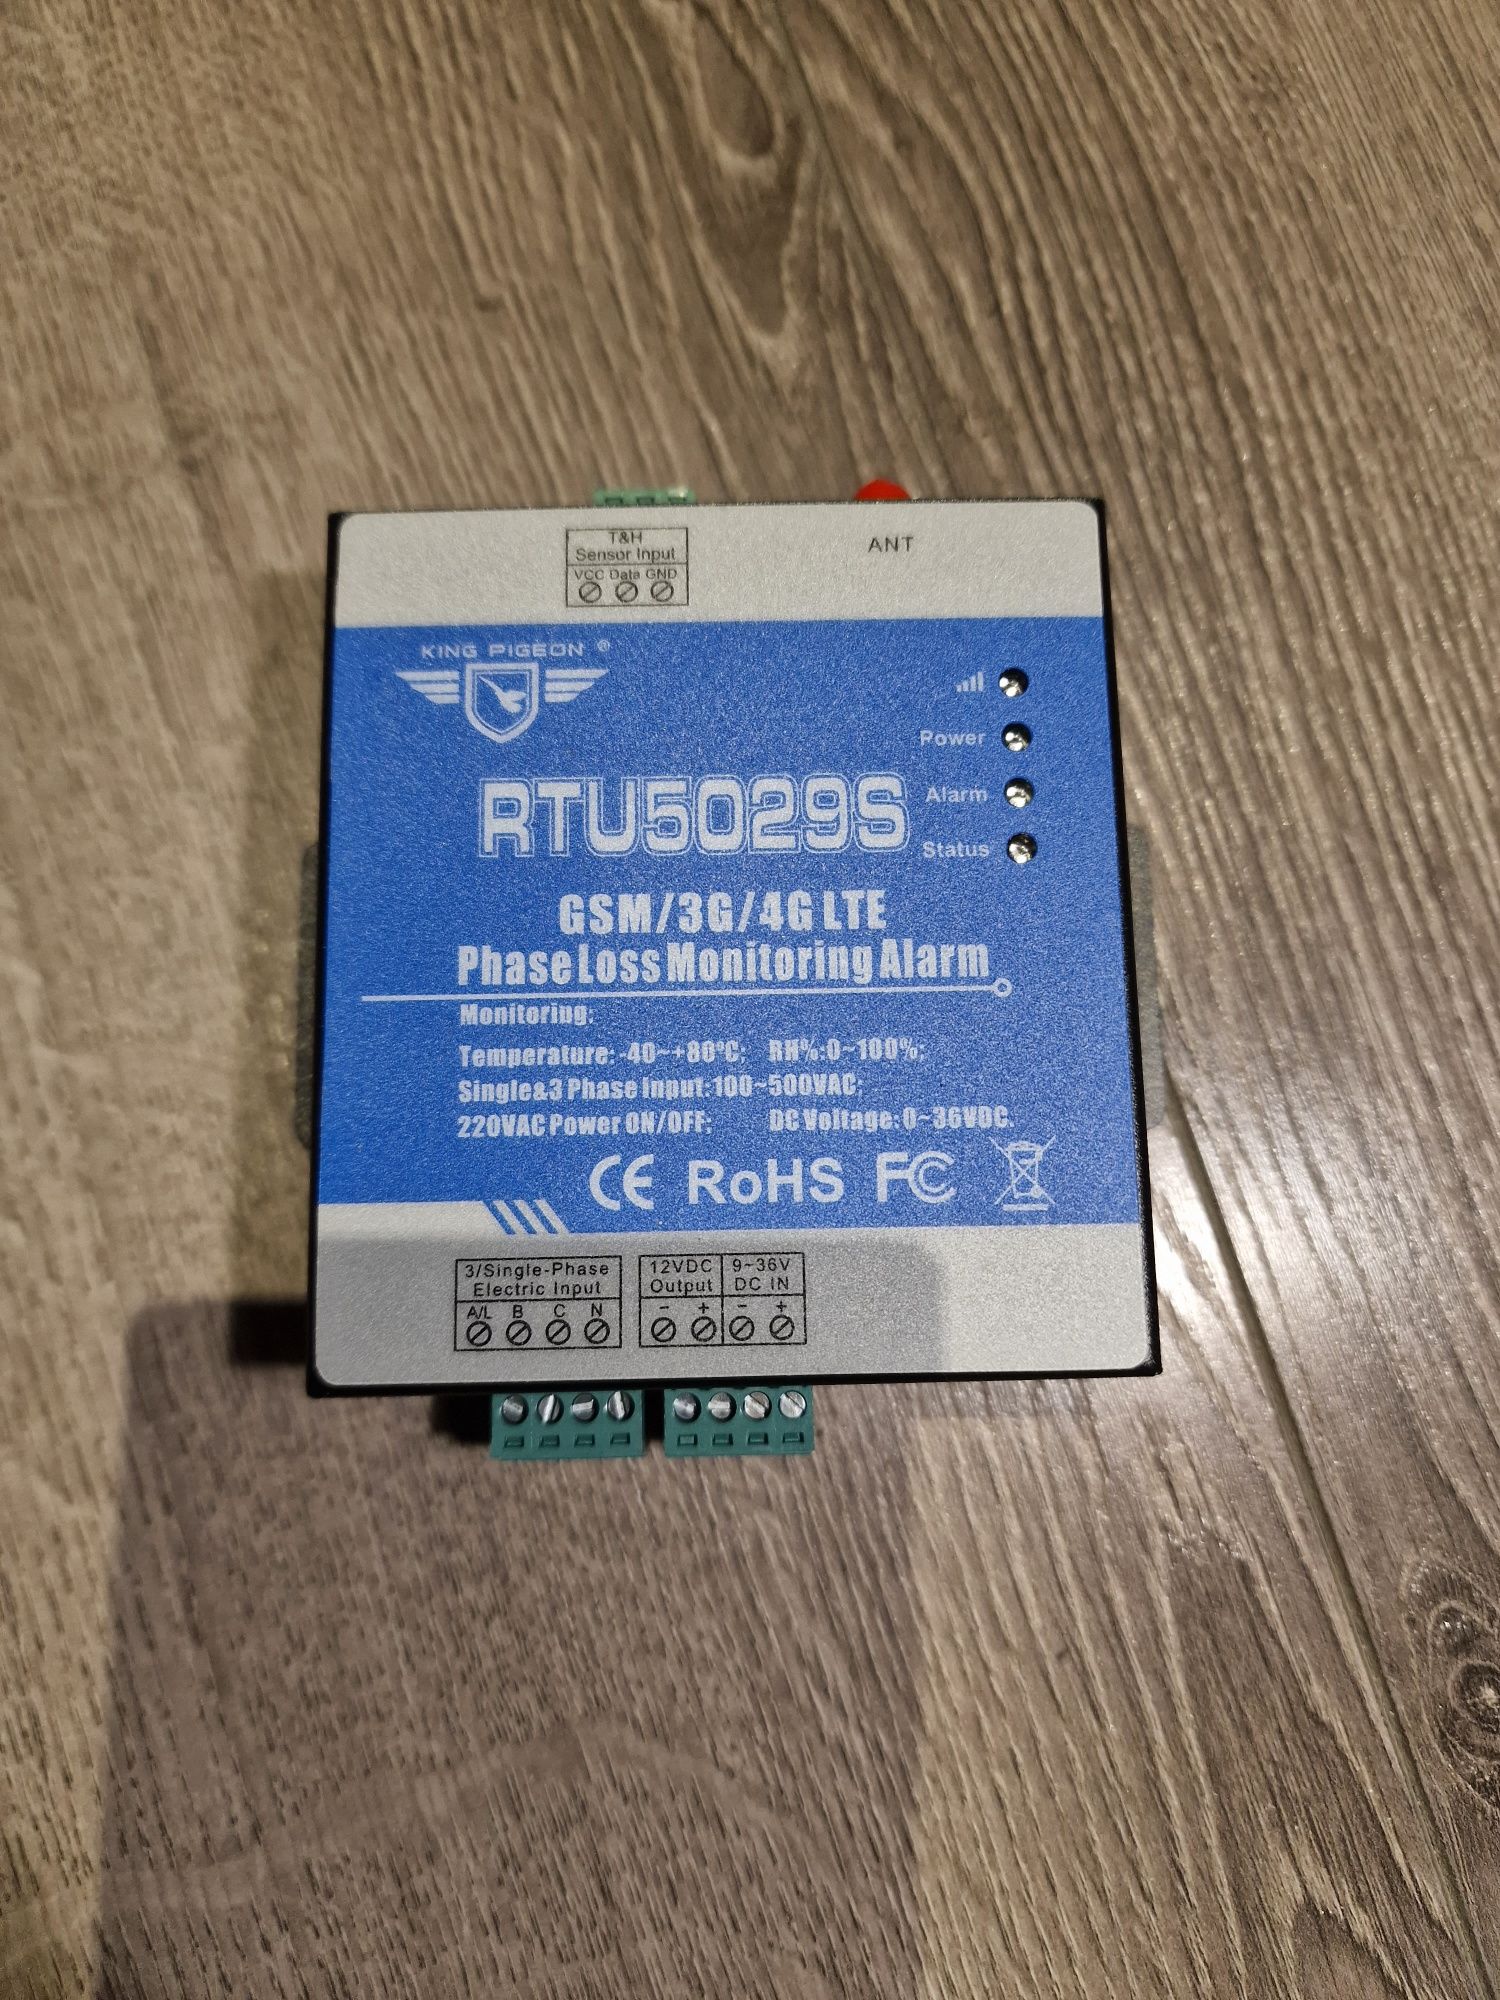 T&H
Sensor Input
VCC Data GND
ANT
KING PIGEON ®
Power
RTU5029S
Alarm
Status
GSM/3G/4G LTE
Phase Loss Monitoring Alarm
Monitoring:
Temperature: -40~+80ºC; RH%:0~100%;
Single&3 Phase Input:100~500VAC;
220VAC Power ON/OFF; DC Voltage: 0~36VDC.
CE RoHS FC
3/Single-Phase
Electric Input
A/L B C N
12VDC
Output
- +
9~36V
DC IN
- +